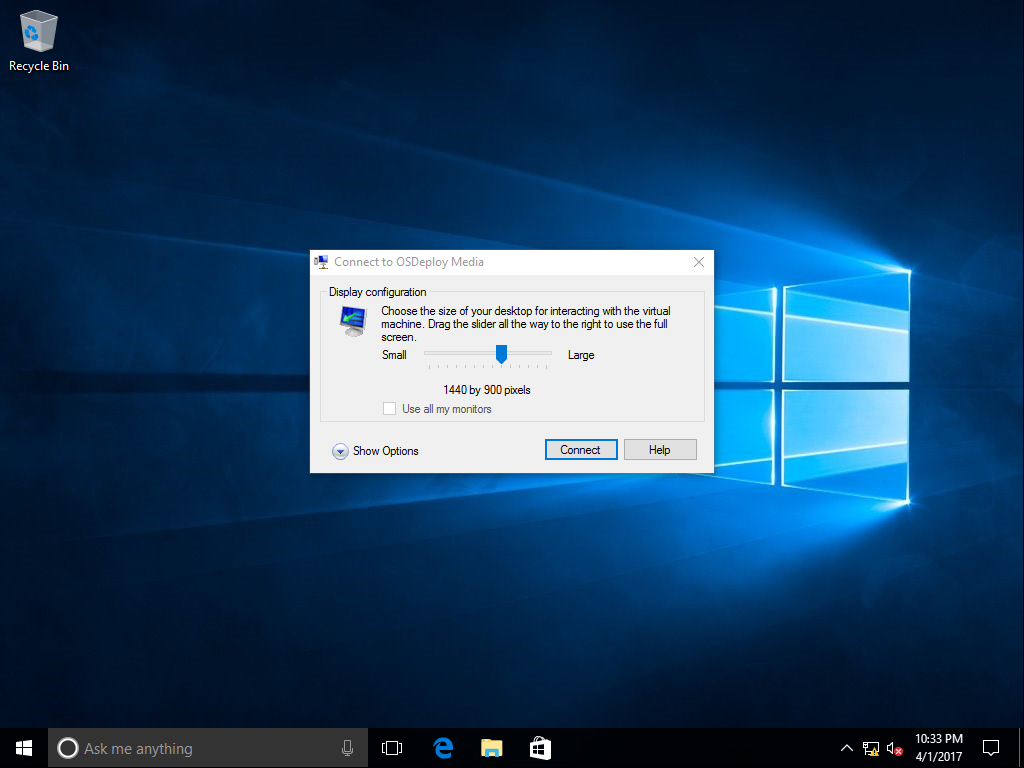 Recycle Bin
Connect to OSDeploy Media
Display configuration
Choose the size of your desktop for interacting with the virtual
machine. Drag the slider all the way to the right to use the full
screen.
Small Large
1440 by 900 pixels
Use all my monitors
Show Options Connect Help
Ask me anything
10:33 PM
4/1/2017